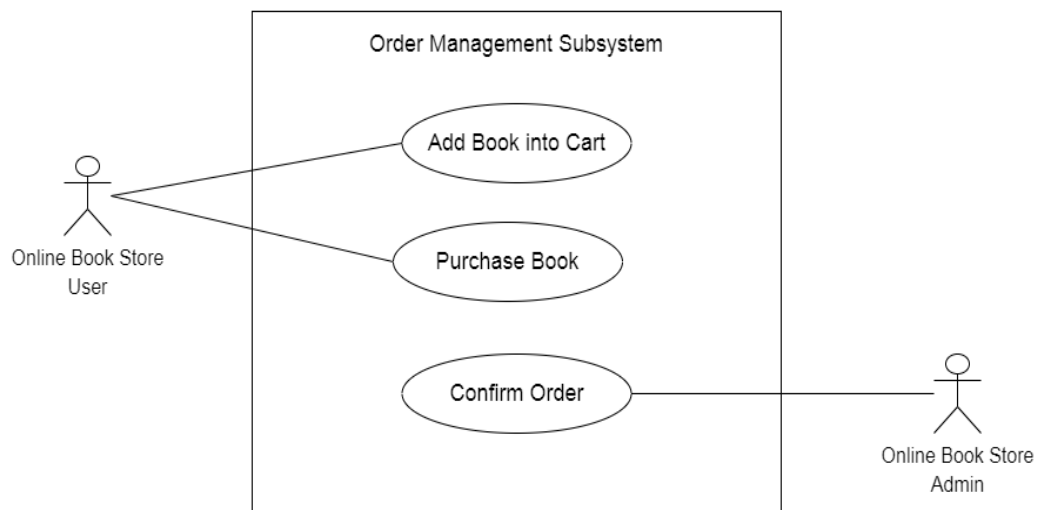 Order Management Subsystem
Add Book into Cart
Online Book Store
User
Purchase Book
Confirm Order
Online Book Store
Admin